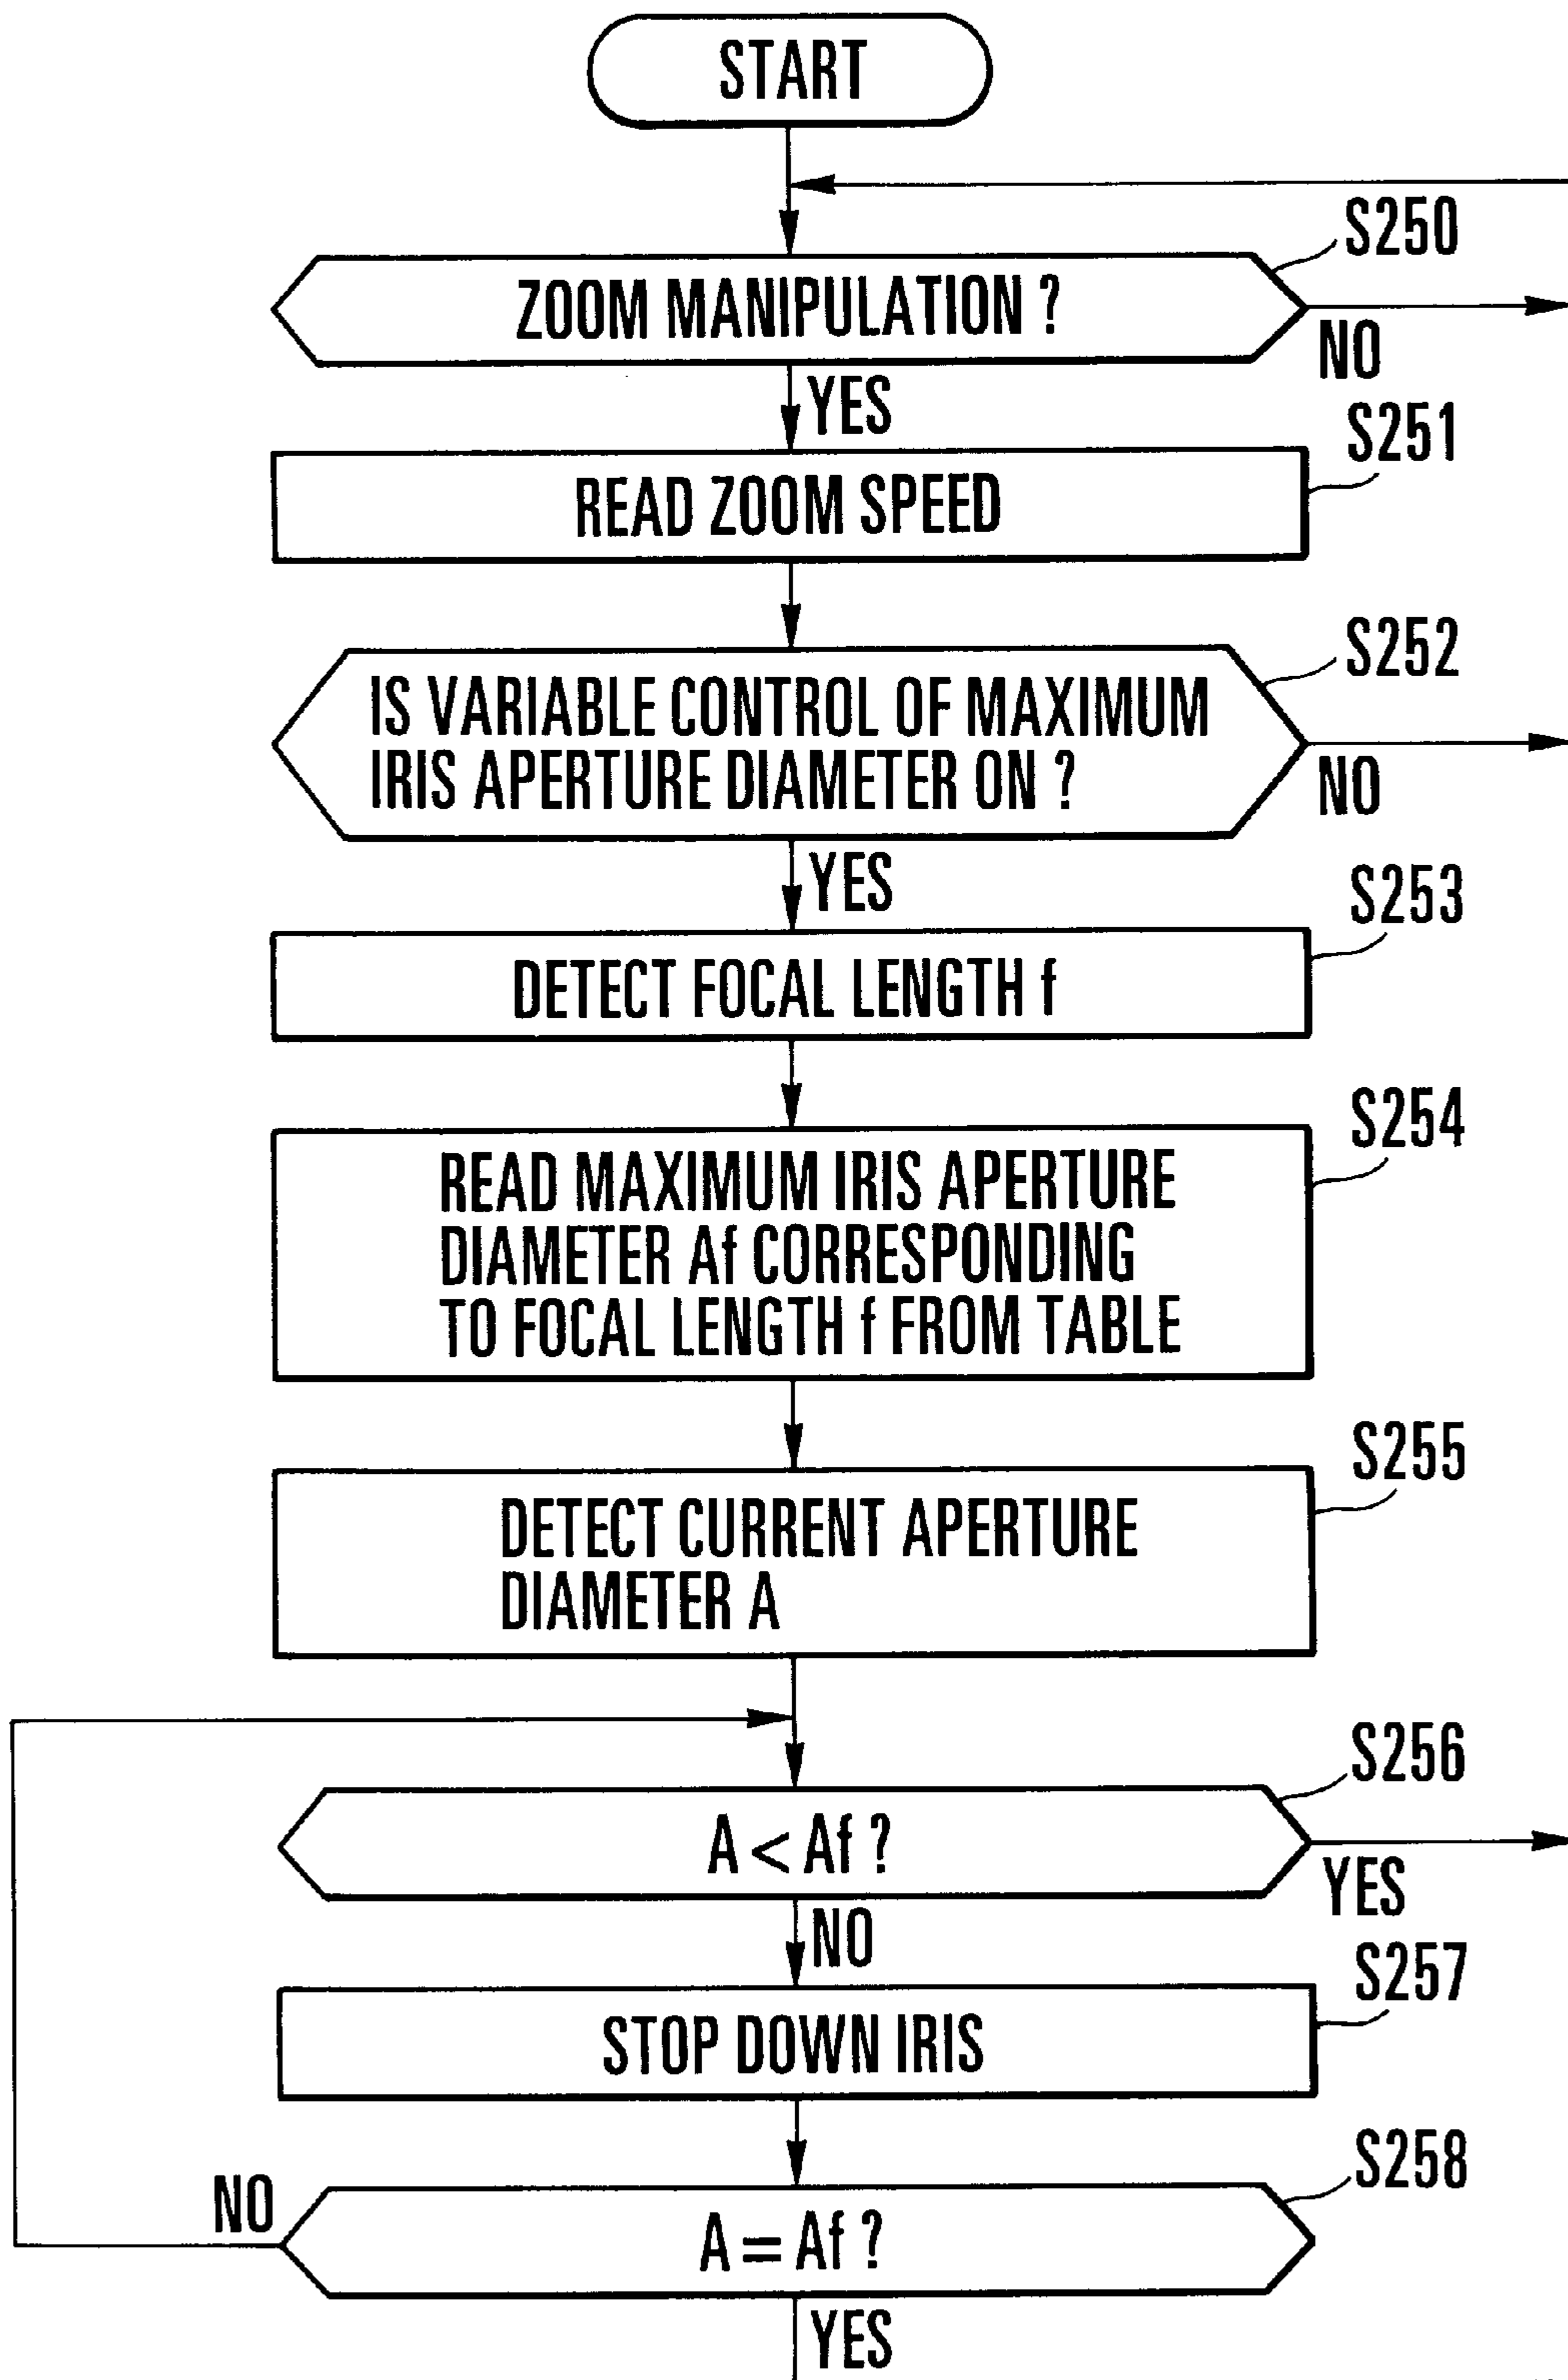 START
S250
ZOOM MANIPULATION ?
NO
YES
S251
READ ZOOM SPEED
S252
IS VARIABLE CONTROL OF MAXIMUM
IRIS APERTURE DIAMETER ON ?
NO
YES
S253
DETECT FOCAL LENGTH f
S254
READ MAXIMUM IRIS APERTURE
DIAMETER Af CORRESPONDING
TO FOCAL LENGTH f FROM TABLE
S255
DETECT CURRENT APERTURE
DIAMETER A
S256
A < Af ?
YES
NO
S257
STOP DOWN IRIS
S258
NO
A = Af ?
YES